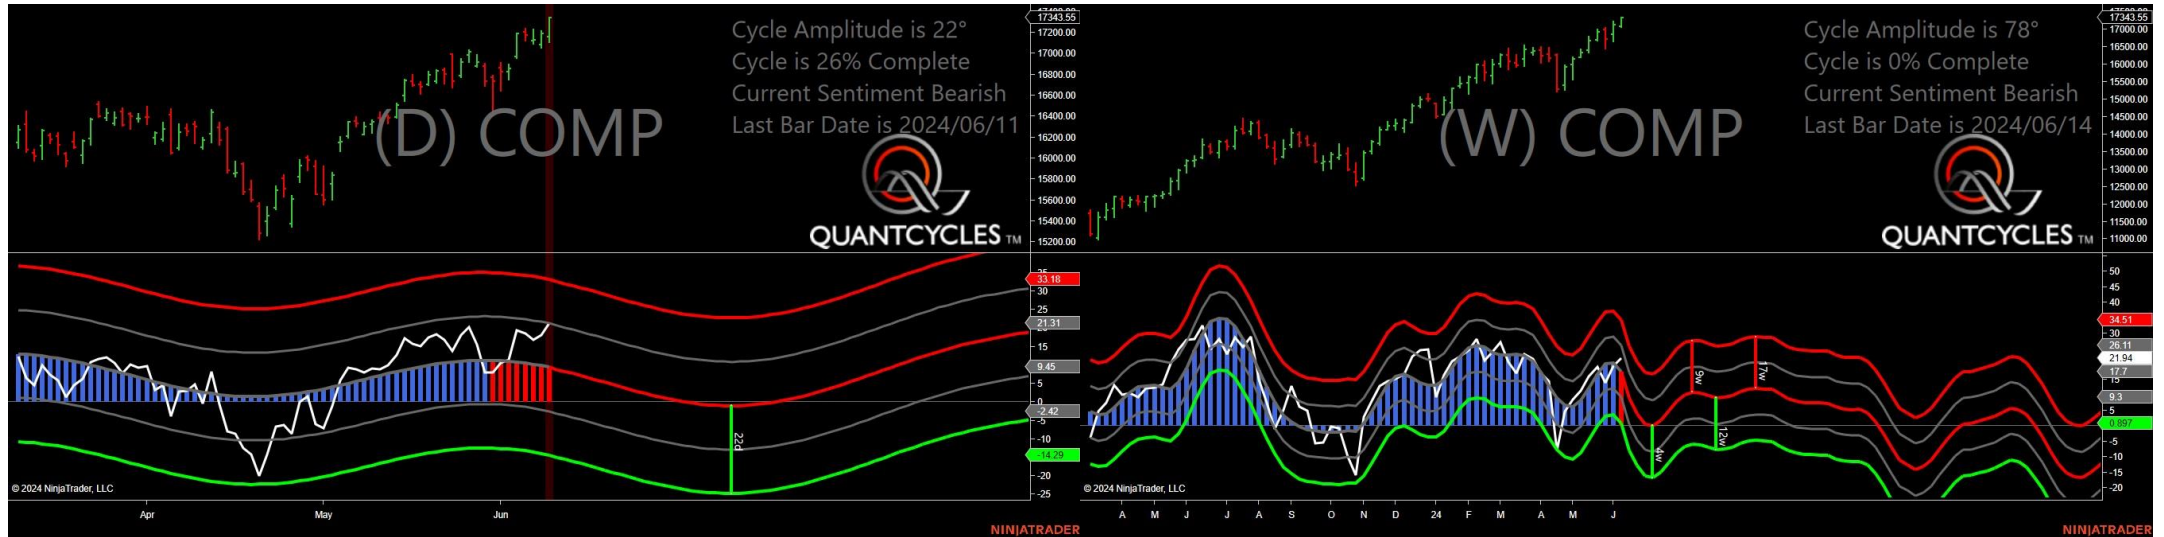 Cycle Amplitude is 22°
Cycle is 26% Complete
Current Sentiment Bearish
Last Bar Date is 2024/06/11
(D) COMP
QUANTCYCLES TM
17343.55
17200.00
17000.00
16800.00
16600.00
16400.00
16200.00
16000.00
15800.00
15600.00
15400.00
15200.00
33.18
30
25
21.31
15
9.45
5
0
-2.42
-5
-10
-14.29
-20
-25
22d
© 2024 NinjaTrader, LLC
Apr May Jun
NINJATRADER
Cycle Amplitude is 78°
Cycle is 0% Complete
Current Sentiment Bearish
Last Bar Date is 2024/06/14
(W) COMP
QUANTCYCLES TM
17343.55
17000.00
16500.00
16000.00
15500.00
15000.00
14500.00
14000.00
13500.00
13000.00
12500.00
12000.00
11500.00
11000.00
50
45
40
34.51
30
26.11
21.94
17.7
15
9.3
5
0.897
-5
-10
-15
-20
4w
9w
12w
17w
© 2024 NinjaTrader, LLC
A M J J A S O N D 24 F M A M J
NINJATRADER